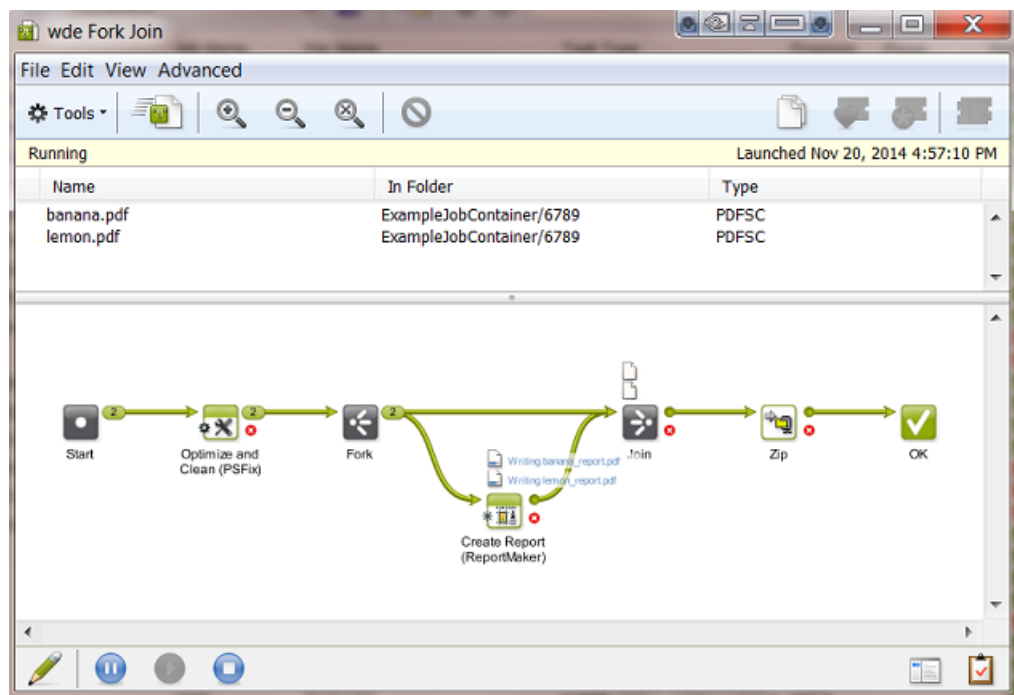 wde Fork Join
File Edit View Advanced
Tools
Running Launched Nov 20, 2014 4:57:10 PM
Name In Folder Type
banana.pdf ExampleJobContainer/6789 PDFSC
lemon.pdf ExampleJobContainer/6789 PDFSC
2 2 2
Start Optimize and Clean (PSFix) Fork Join Zip OK
Writing banana_report.pdf
Writing lemon_report.pdf
Create Report
(ReportMaker)